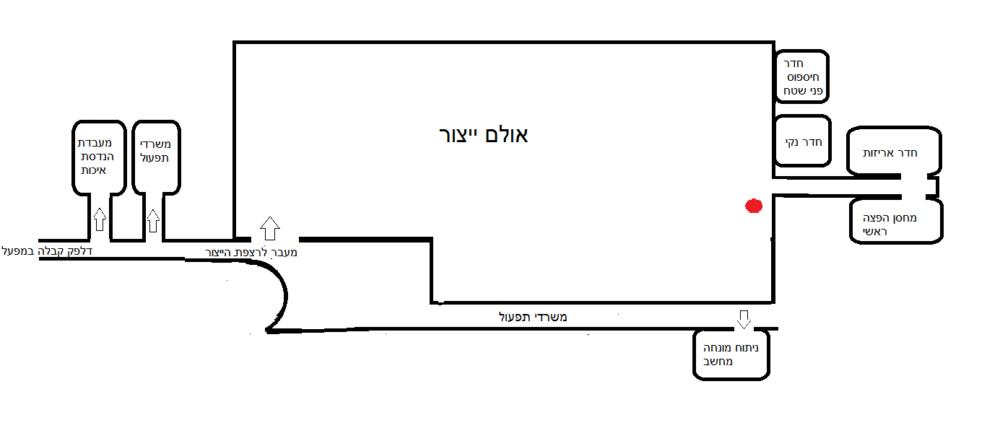 חדר
חיספוס
פני שטח
אולם ייצור
חדר נקי
חדר אריזות
מחסן הפצה
ראשי
משרדי
תפעול
מעבדת
הנדסת
איכות
דלפק קבלה במפעל
מעבר לרצפת הייצור
משרדי תפעול
ניתוח מונחה
מחשב